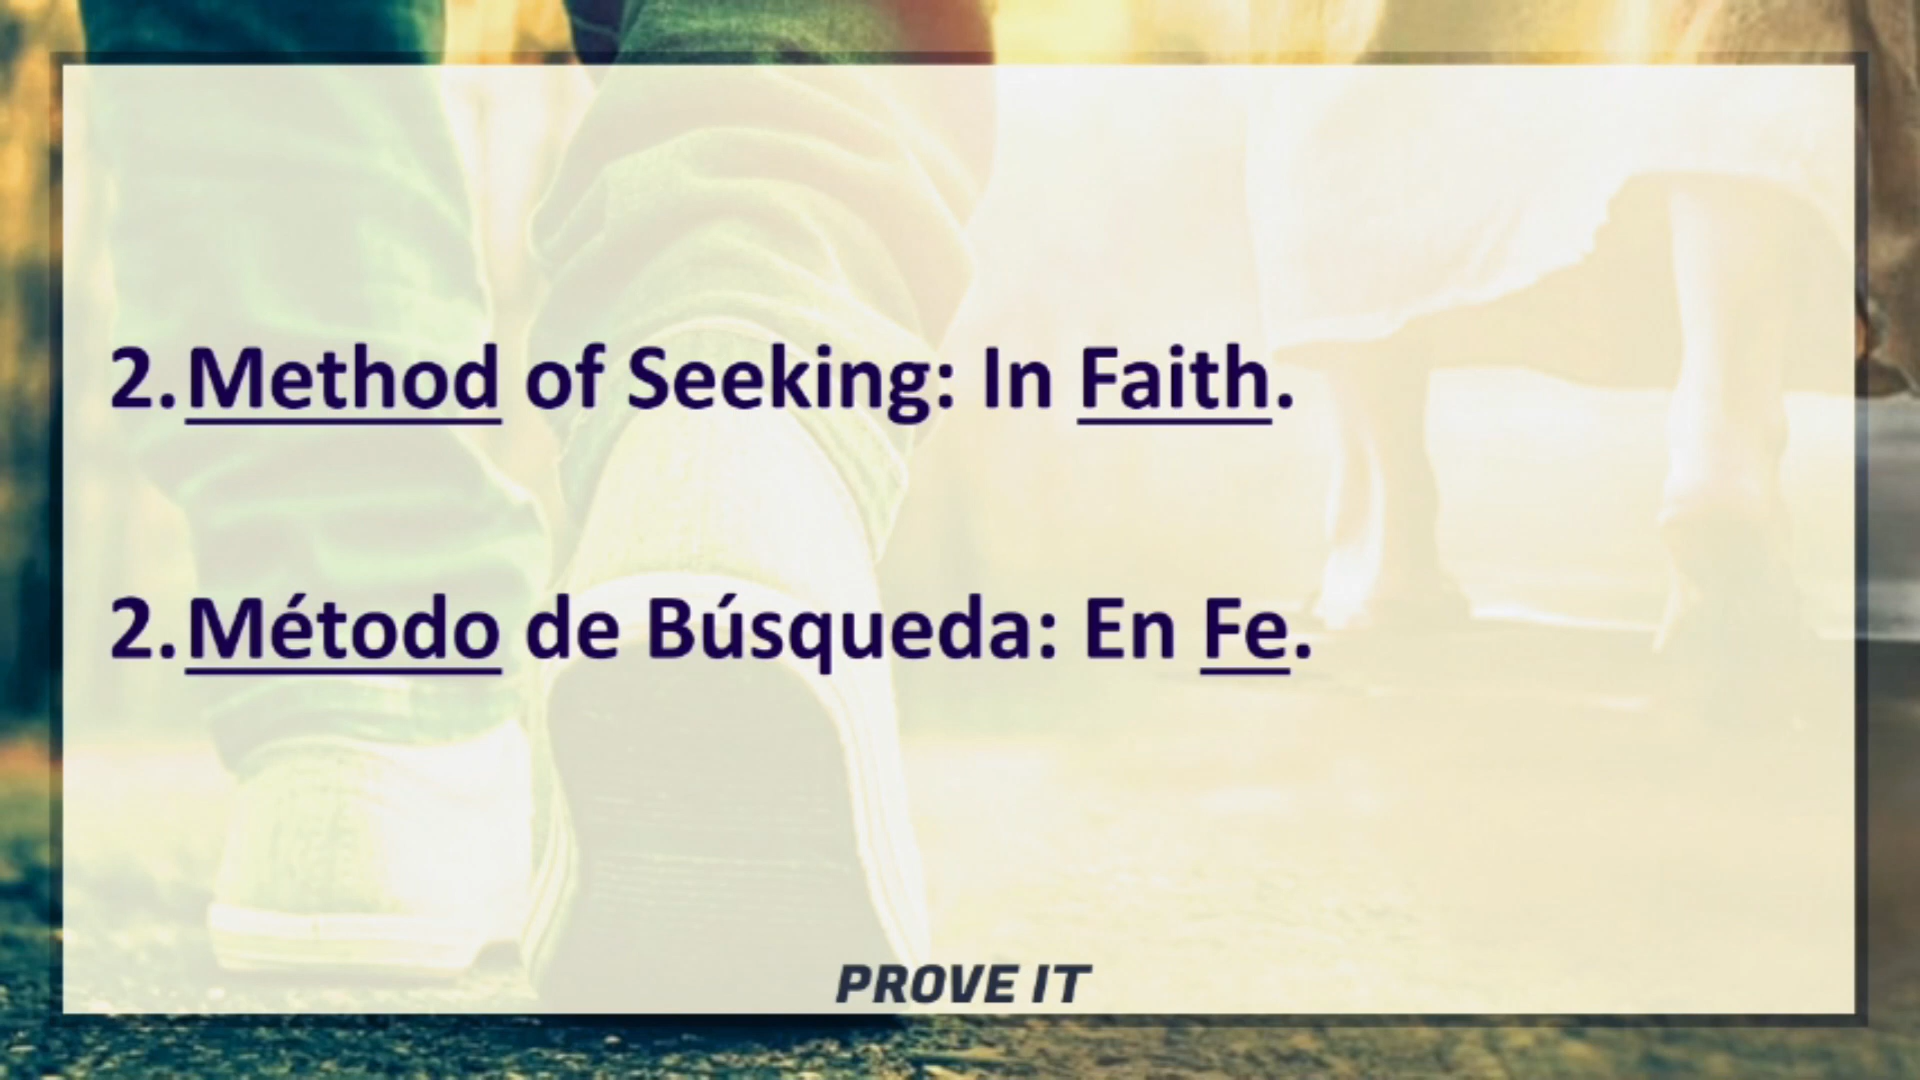 2. Method of Seeking: In Faith.
2. Método de Búsqueda: En Fe.
PROVE IT